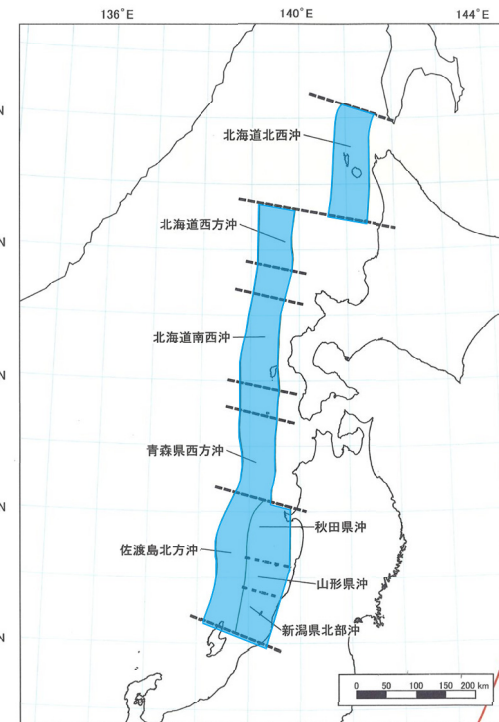 136°E
140°E
144°E
N
北海道北西沖
北海道西方沖
N
北海道南西沖
N
青森県西方沖
N
秋田県沖
佐渡島北方沖
山形県沖
新潟県北部沖
N
0 50 100 150 200 km